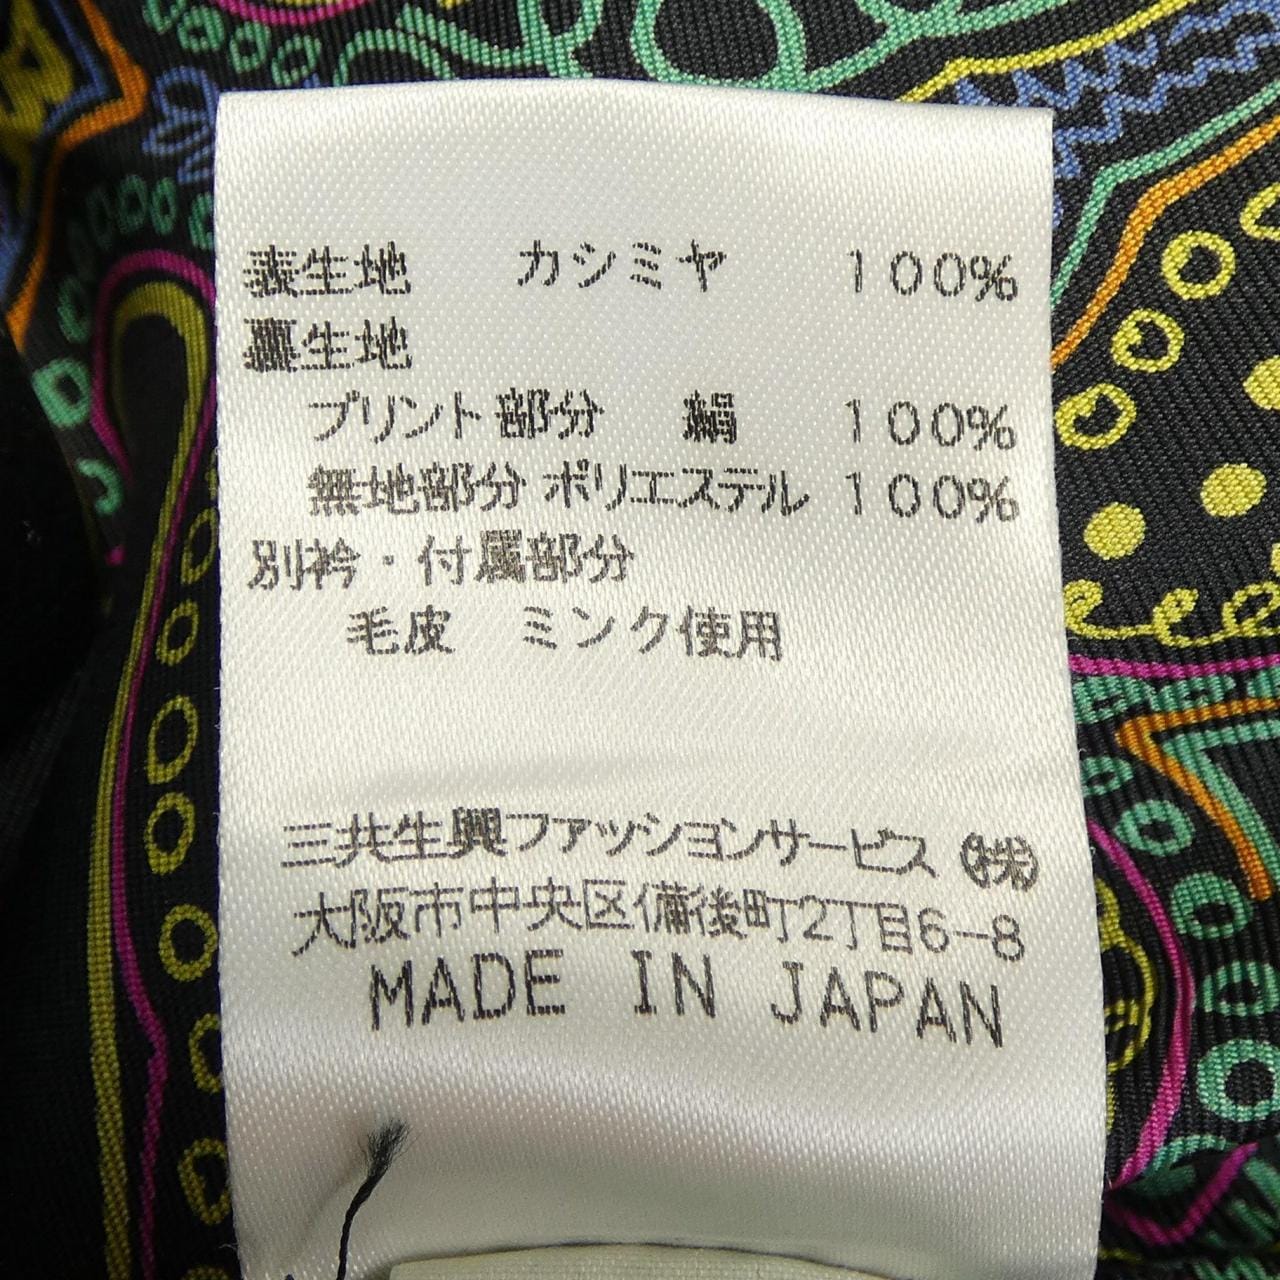 表生地 カシミヤ 100%
裏生地
プリント部分 絹 100%
無地部分 ポリエステル 100%
別衿・付属部分
毛皮 ミンク使用
三共生興ファッションサービス㈱
大阪市中央区備後町2丁目6-8
MADE IN JAPAN